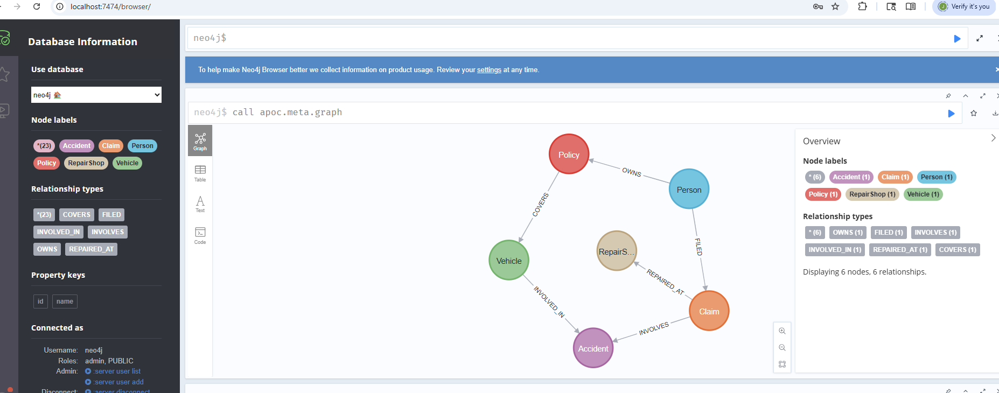 localhost:7474/browser/
Verify it's you
Database Information
Use database
neo4j
Node labels
*(23) Accident Claim Person
Policy RepairShop Vehicle
Relationship types
*(23) COVERS FILED
INVOLVED_IN INVOLVES
OWNS REPAIRED_AT
Property keys
id name
Connected as
Username: neo4j
Roles: admin, PUBLIC
Admin: :server user list
:server user add
Disconnect: :server disconnect
neo4j$
To help make Neo4j Browser better we collect information on product usage. Review your settings at any time.
neo4j$ call apoc.meta.graph
Graph
Table
A
Text
Code
Policy
OWNS
Person
COVERS
FILED
RepairS...
Vehicle
REPAIRED_AT
INVOLVED_IN
Claim
INVOLVES
Accident
Overview
Node labels
* (6) Accident (1) Claim (1) Person (1)
Policy (1) RepairShop (1) Vehicle (1)
Relationship types
* (6) OWNS (1) FILED (1) INVOLVES (1)
INVOLVED_IN (1) REPAIRED_AT (1) COVERS (1)
Displaying 6 nodes, 6 relationships.